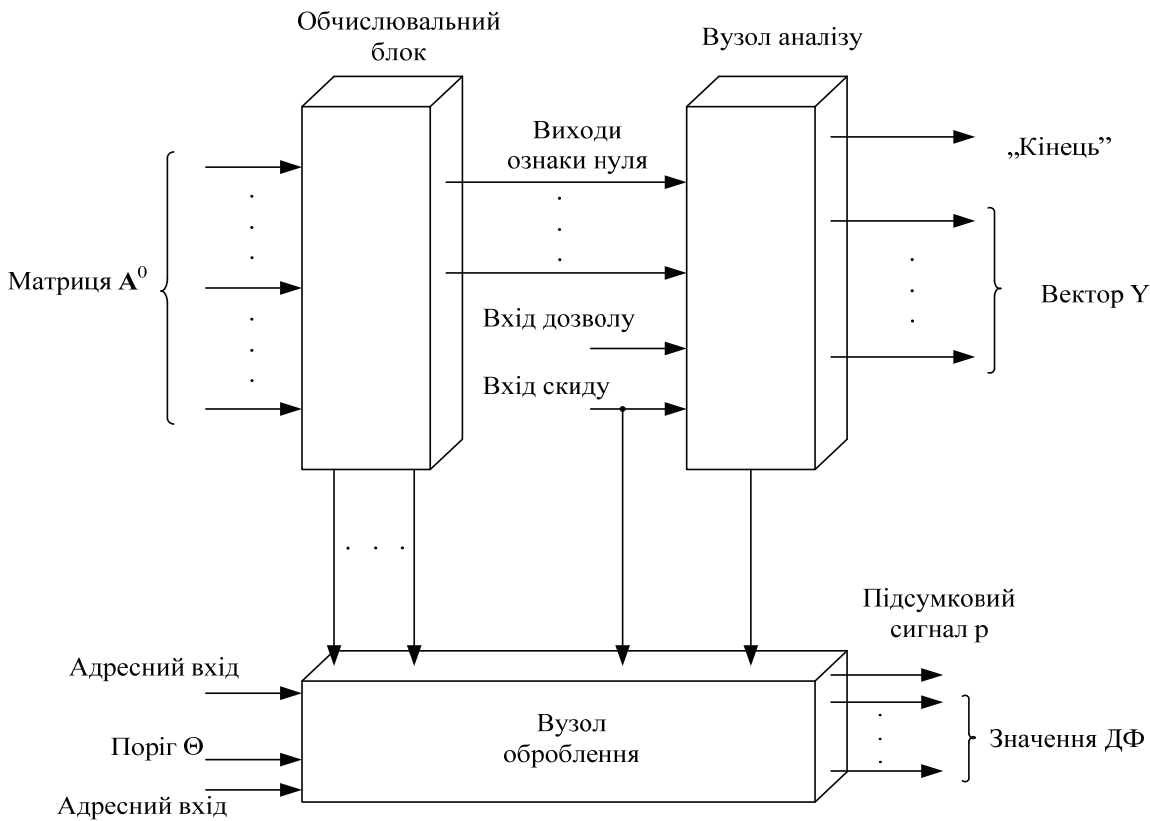 Обчислювальний
блок
Вузол аналізу
Виходи
ознаки нуля
„Кінець”
Матриця A⁰
Вхід дозволу
Вектор Y
Вхід скиду
Підсумковий
сигнал р
Адресний вхід
Вузол
оброблення
Поріг Θ
Значення ДФ
Адресний вхід